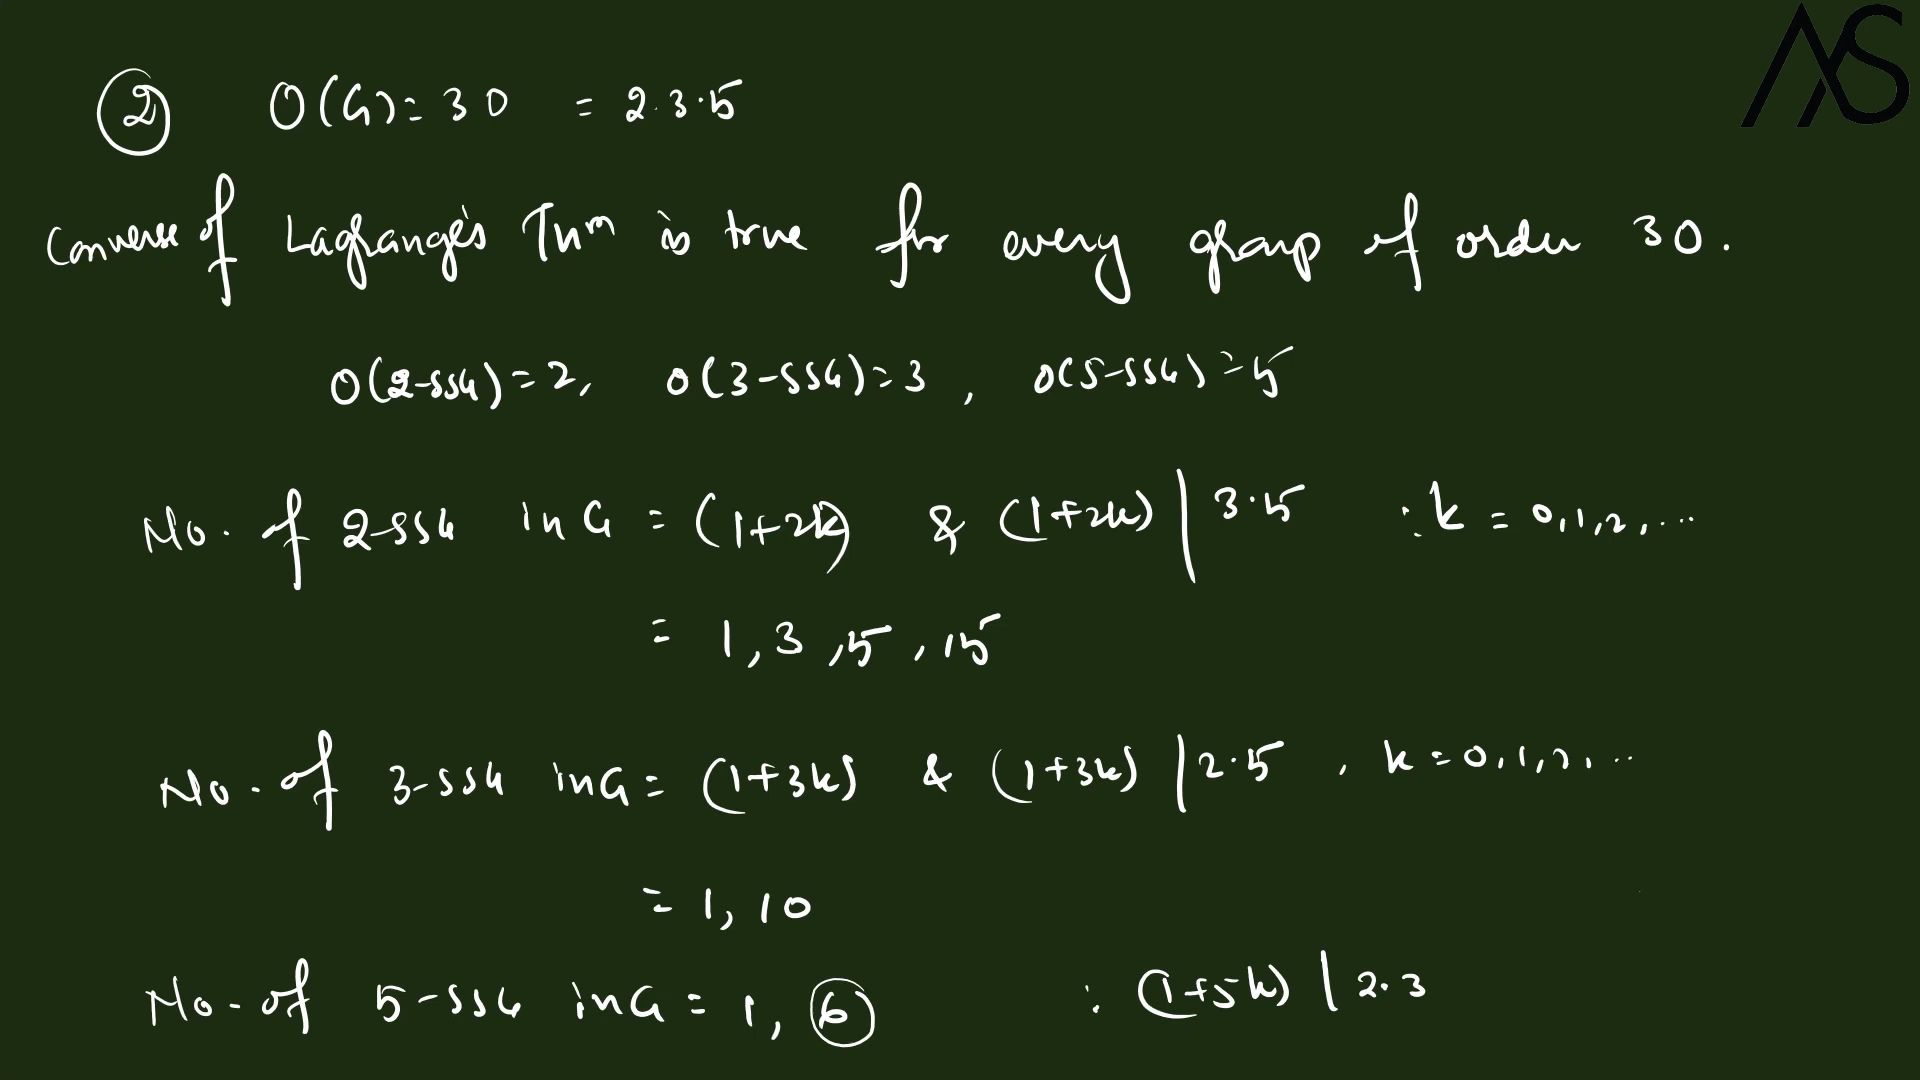 AS
② O(G)=30 = 2.3.5
Converse of Lagrange's Thm is true for every group of order 30.
O(2-SSG)=2, O(3-SSG)=3, O(5-SSG)=5
No. of 2-SSG in G = (1+2k) & (1+2k) | 3.5 ∵ k = 0,1,2,...
= 1, 3, 5, 15
No. of 3-SSG in G = (1+3k) & (1+3k) | 2.5, k = 0,1,2,...
= 1, 10
No. of 5-SSG in G = 1, ⑥ ∵ (1+5k) | 2.3